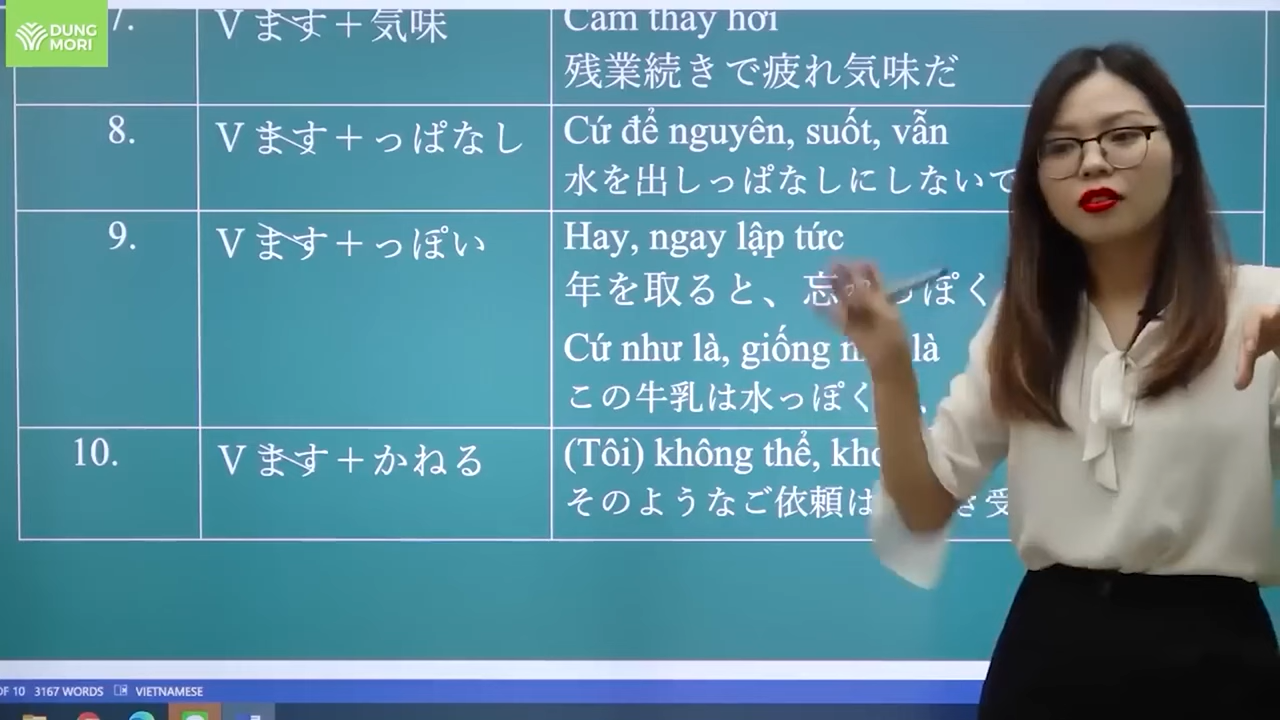 DUNG
MORI
7. Vます＋気味 Cảm thấy hơi
残業続きで疲れ気味だ
8. Vます＋っぱなし Cứ để nguyên, suốt, vẫn
水を出しっぱなしにしないで
9. Vます＋っぽい Hay, ngay lập tức
年を取ると、忘 っぽく
Cứ như là, giống là
この牛乳は水っぽく
10. Vます＋かねる (Tôi) không thể,
そのようなご依頼は 受
OF 10 3167 WORDS VIETNAMESE